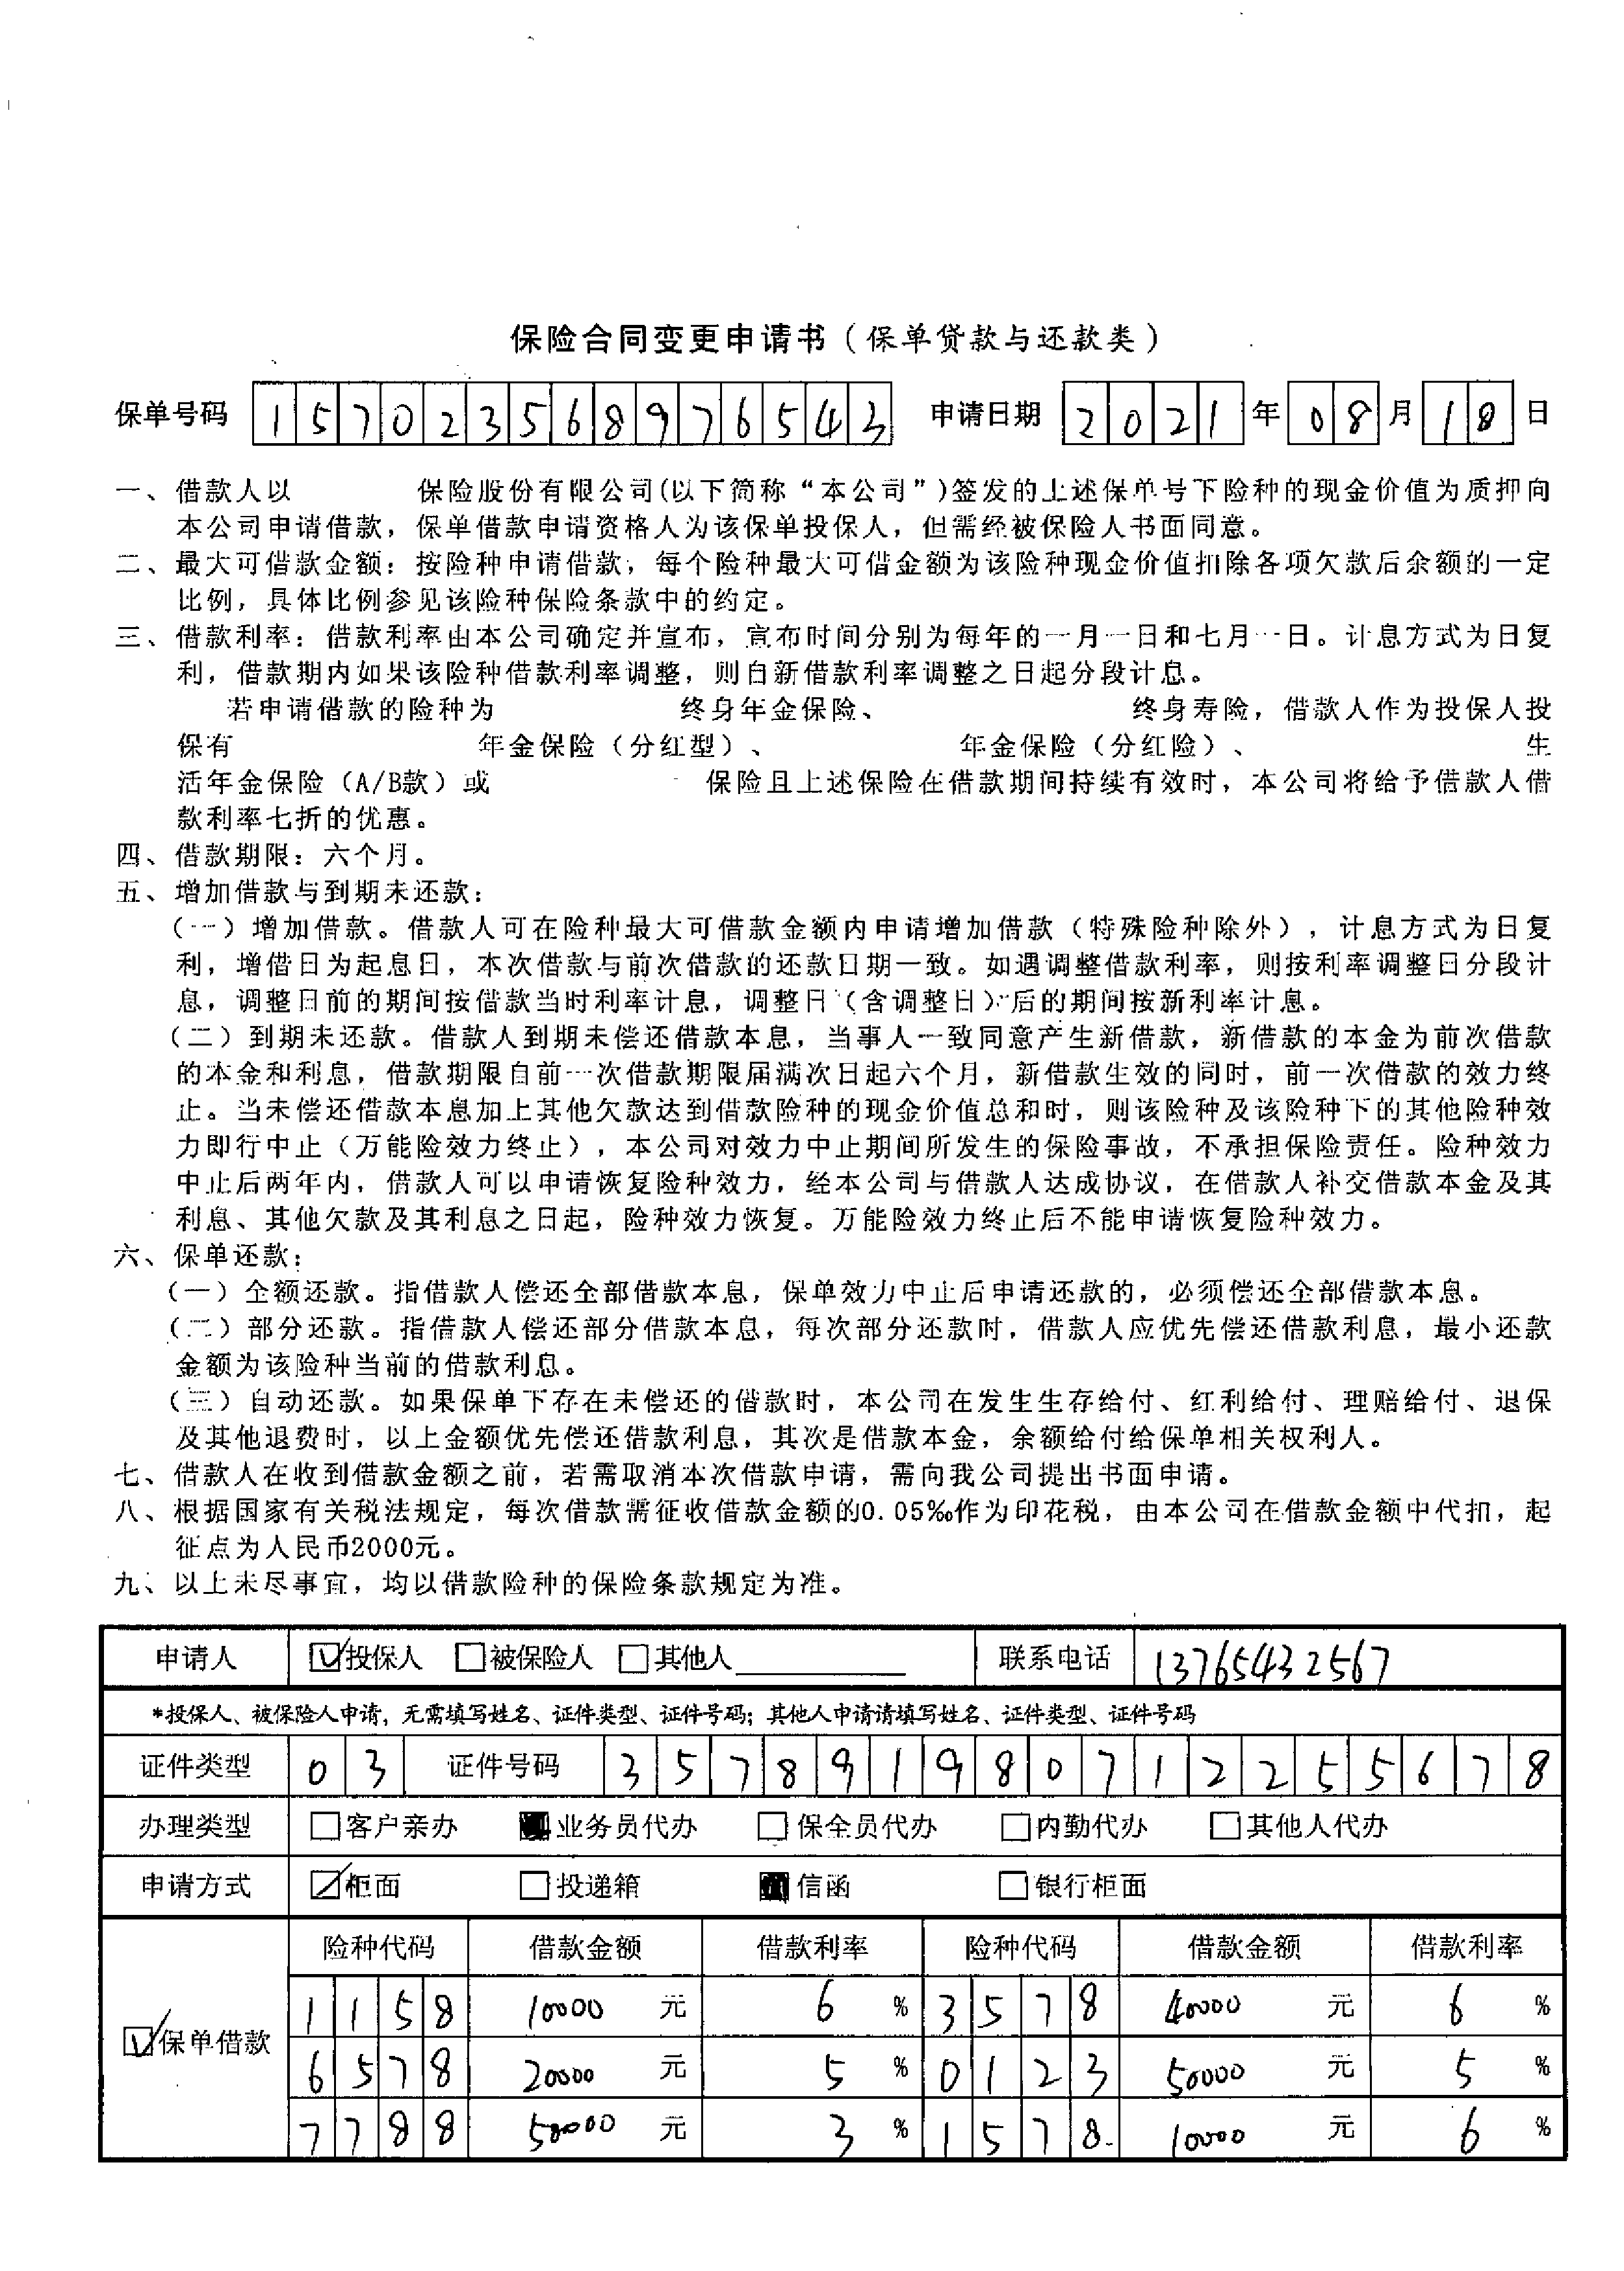 保险合同变更申请书（保单贷款与还款类）
保单号码 157023568976543 申请日期 2021年08月18日
一、借款人以 保险股份有限公司(以下简称“本公司”)签发的上述保单号下险种的现金价值为质押向
本公司申请借款，保单借款申请资格人为该保单投保人，但需经被保险人书面同意。
二、最大可借款金额：按险种申请借款，每个险种最大可借金额为该险种现金价值扣除各项欠款后余额的一定
比例，具体比例参见该险种保险条款中的约定。
三、借款利率：借款利率由本公司确定并宣布，宣布时间分别为每年的一月一日和七月一日。计息方式为日复
利，借款期内如果该险种借款利率调整，则自新借款利率调整之日起分段计息。
若申请借款的险种为 终身年金保险、 终身寿险，借款人作为投保人投
保有 年金保险（分红型）、 年金保险（分红险）、 生
活年金保险（A/B款）或 保险且上述保险在借款期间持续有效时，本公司将给予借款人借
款利率七折的优惠。
四、借款期限：六个月。
五、增加借款与到期未还款：
（一）增加借款。借款人可在险种最大可借款金额内申请增加借款（特殊险种除外），计息方式为日复
利，增借日为起息日，本次借款与前次借款的还款日期一致。如遇调整借款利率，则按利率调整日分段计
息，调整日前的期间按借款当时利率计息，调整日（含调整日）后的期间按新利率计息。
（二）到期未还款。借款人到期未偿还借款本息，当事人一致同意产生新借款，新借款的本金为前次借款
的本金和利息，借款期限自前一次借款期限届满次日起六个月，新借款生效的同时，前一次借款的效力终
止。当未偿还借款本息加上其他欠款达到借款险种的现金价值总和时，则该险种及该险种下的其他险种效
力即行中止（万能险效力终止），本公司对效力中止期间所发生的保险事故，不承担保险责任。险种效力
中止后两年内，借款人可以申请恢复险种效力，经本公司与借款人达成协议，在借款人补交借款本金及其
利息、其他欠款及其利息之日起，险种效力恢复。万能险效力终止后不能申请恢复险种效力。
六、保单还款：
（一）全额还款。指借款人偿还全部借款本息，保单效力中止后申请还款的，必须偿还全部借款本息。
（二）部分还款。指借款人偿还部分借款本息，每次部分还款时，借款人应优先偿还借款利息，最小还款
金额为该险种当前的借款利息。
（三）自动还款。如果保单下存在未偿还的借款时，本公司在发生生存给付、红利给付、理赔给付、退保
及其他退费时，以上金额优先偿还借款利息，其次是借款本金，余额给付给保单相关权利人。
七、借款人在收到借款金额之前，若需取消本次借款申请，需向我公司提出书面申请。
八、根据国家有关税法规定，每次借款需征收借款金额的0.05‰作为印花税，由本公司在借款金额中代扣，起
征点为人民币2000元。
九、以上未尽事宜，均以借款险种的保险条款规定为准。
申请人 ☑投保人 □被保险人 □其他人 联系电话 13765432567
*投保人、被保险人申请，无需填写姓名、证件类型、证件号码；其他人申请请填写姓名、证件类型、证件号码
证件类型 03 证件号码 357891980712255678
办理类型 □客户亲办 ■业务员代办 □保全员代办 □内勤代办 □其他人代办
申请方式 ☑柜面 □投递箱 ■信函 □银行柜面
险种代码 借款金额 借款利率 险种代码 借款金额 借款利率
1158 10000元 6% 3578 40000元 6%
☑保单借款
6578 20000元 5% 0123 50000元 5%
7788 50000元 3% 1578 10000元 6%